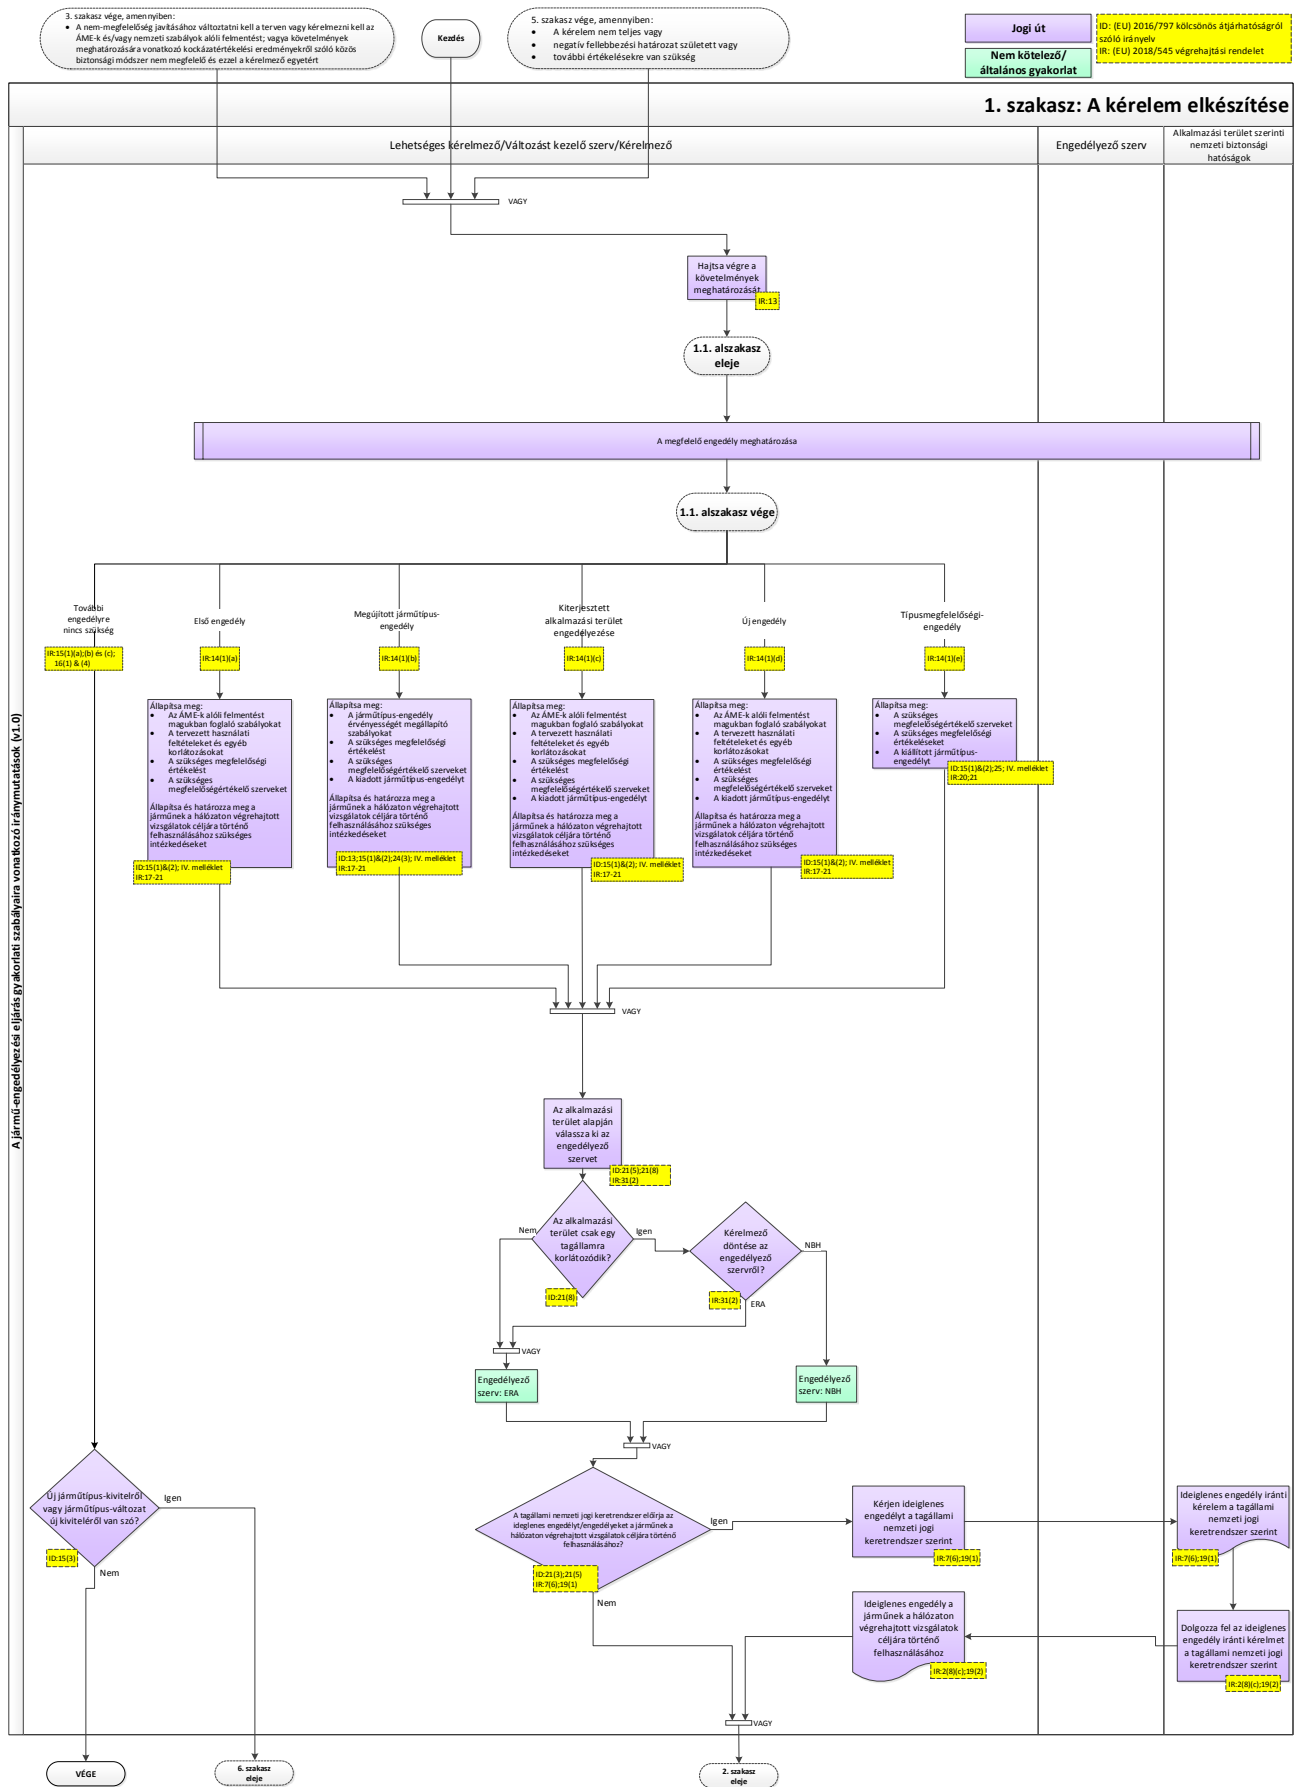 3. szakasz vége, amennyiben:
• A nem-megfelelőség javításához változtatni kell a terven vagy kérelmezni kell az
ÁME-k és/vagy nemzeti szabályok alóli felmentést; vagya követelmények
meghatározására vonatkozó kockázatértékelési eredményekről szóló közös
biztonsági módszer nem megfelelő és ezzel a kérelmező egyetért
Kezdés
5. szakasz vége, amennyiben:
• A kérelem nem teljes vagy
• negatív fellebbezési határozat született vagy
• további értékelésekre van szükség
Jogi út
Nem kötelező/
általános gyakorlat
ID: (EU) 2016/797 kölcsönös átjárhatóságról
szóló irányelv
IR: (EU) 2018/545 végrehajtási rendelet
1. szakasz: A kérelem elkészítése
A jármű-engedélyezési eljárás gyakorlati szabályaira vonatkozó iránymutatások (v1.0)
Lehetséges kérelmező/Változást kezelő szerv/Kérelmező
Engedélyező szerv
Alkalmazási terület szerinti
nemzeti biztonsági
hatóságok
VAGY
Hajtsa végre a
követelmények
meghatározását
IR:13
1.1. alszakasz
eleje
A megfelelő engedély meghatározása
1.1. alszakasz vége
További
engedélyre
nincs szükség
IR:15(1)(a);(b) és (c);
16(1) & (4)
Első engedély
IR:14(1)(a)
Megújított járműtípus-
engedély
IR:14(1)(b)
Kiterjesztett
alkalmazási terület
engedélyezése
IR:14(1)(c)
Új engedély
IR:14(1)(d)
Típusmegfelelőségi-
engedély
IR:14(1)(e)
Állapítsa meg:
• Az ÁME-k alóli felmentést
magukban foglaló szabályokat
• A tervezett használati
feltételeket és egyéb
korlátozásokat
• A szükséges megfelelőségi
értékelést
• A szükséges
megfelelőségértékelő szerveket
Állapítsa és határozza meg a
járműnek a hálózaton végrehajtott
vizsgálatok céljára történő
felhasználásához szükséges
intézkedéseket
ID:15(1)&(2); IV. melléklet
IR:17-21
Állapítsa meg:
• A járműtípus-engedély
érvényességét megállapító
szabályokat
• A szükséges megfelelőségi
értékelést
• A szükséges
megfelelőségértékelő szerveket
• A kiadott járműtípus-engedélyt
Állapítsa és határozza meg a
járműnek a hálózaton végrehajtott
vizsgálatok céljára történő
felhasználásához szükséges
intézkedéseket
ID:13;15(1)&(2);24(3); IV. melléklet
IR:17-21
Állapítsa meg:
• Az ÁME-k alóli felmentést
magukban foglaló szabályokat
• A tervezett használati
feltételeket és egyéb
korlátozásokat
• A szükséges megfelelőségi
értékelést
• A szükséges
megfelelőségértékelő szerveket
• A kiadott járműtípus-engedélyt
Állapítsa és határozza meg a
járműnek a hálózaton végrehajtott
vizsgálatok céljára történő
felhasználásához szükséges
intézkedéseket
ID:15(1)&(2); IV. melléklet
IR:17-21
Állapítsa meg:
• Az ÁME-k alóli felmentést
magukban foglaló szabályokat
• A tervezett használati
feltételeket és egyéb
korlátozásokat
• A szükséges megfelelőségi
értékelést
• A szükséges
megfelelőségértékelő szerveket
• A kiadott járműtípus-engedélyt
Állapítsa és határozza meg a
járműnek a hálózaton végrehajtott
vizsgálatok céljára történő
felhasználásához szükséges
intézkedéseket
ID:15(1)&(2); IV. melléklet
IR:17-21
Állapítsa meg:
• A szükséges
megfelelőségértékelő szerveket
• A szükséges megfelelőségi
értékeléseket
• A kiállított járműtípus-
engedélyt
ID:15(1)&(2);25; IV. melléklet
IR:20;21
VAGY
Az alkalmazási
terület alapján
válassza ki az
engedélyező
szervet
ID:21(5);21(8)
IR:31(2)
Az alkalmazási
terület csak egy
tagállamra
korlátozódik?
Nem
Igen
ID:21(8)
Kérelmező
döntése az
engedélyező
szervről?
NBH
IR:31(2)
ERA
VAGY
Engedélyező
szerv: ERA
Engedélyező
szerv: NBH
VAGY
Új járműtípus-kivitelről
vagy járműtípus-változat
új kiviteléről van szó?
Igen
ID:15(3)
Nem
A tagállami nemzeti jogi keretrendszer előírja az
ideglenes engedélyt/engedélyeket a járműnek a
hálózaton végrehajtott vizsgálatok céljára történő
felhasználásához?
Igen
ID:21(3);21(5)
IR:7(6);19(1)
Nem
Kérjen ideiglenes
engedélyt a tagállami
nemzeti jogi
keretrendszer szerint
IR:7(6);19(1)
Ideiglenes engedély iránti
kérelem a tagállami
nemzeti jogi
keretrendszer szerint
IR:7(6);19(1)
Ideiglenes engedély a
járműnek a hálózaton
végrehajtott vizsgálatok
céljára történő
felhasználásához
IR:2(8)(c);19(2)
Dolgozza fel az ideiglenes
engedély iránti kérelmet
a tagállami nemzeti jogi
keretrendszer szerint
IR:2(8)(c);19(2)
VAGY
VÉGE
6. szakasz
eleje
2. szakasz
eleje